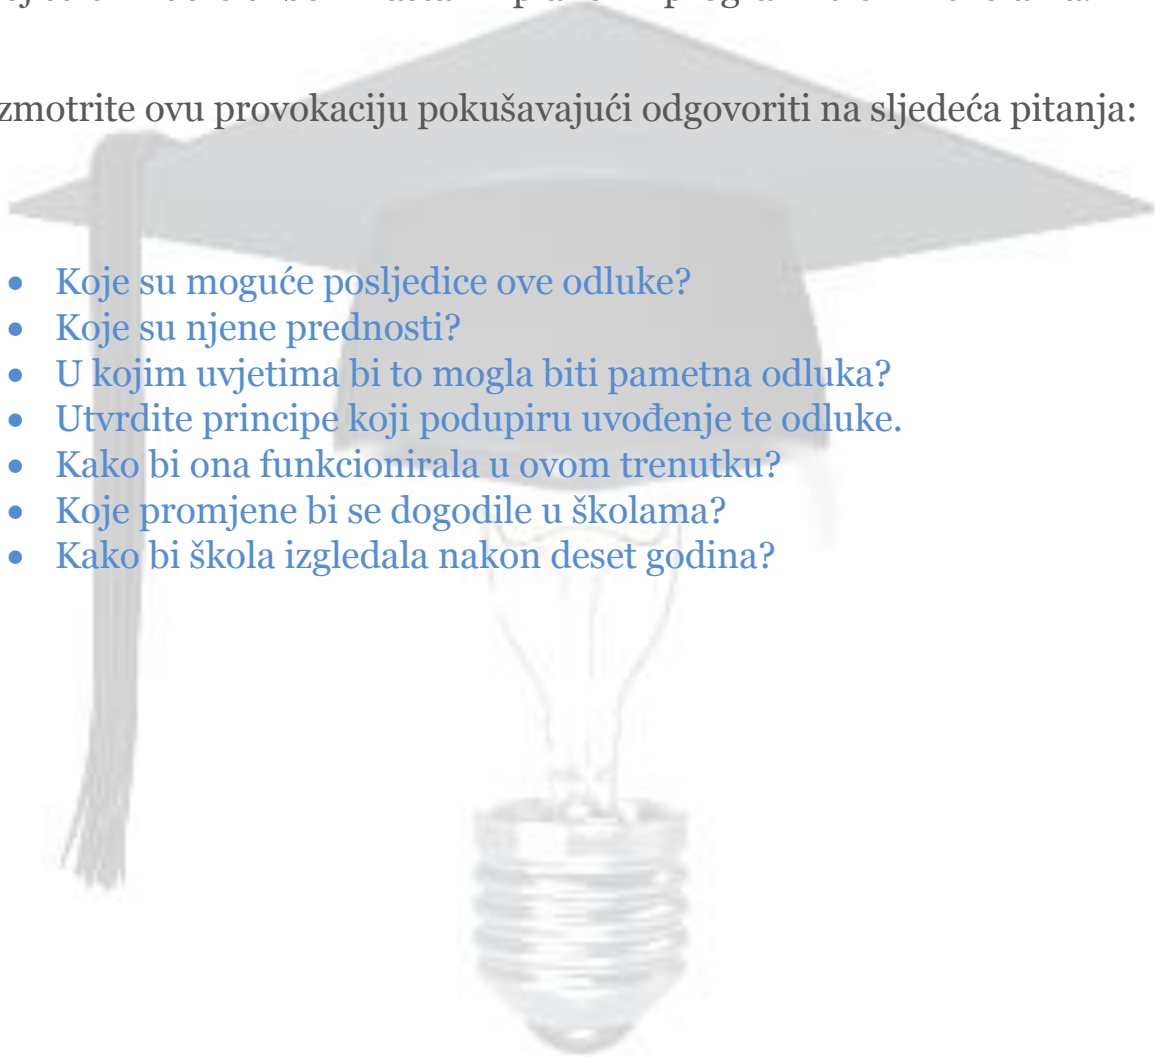 zmotrite ovu provokaciju pokušavajući odgovoriti na sljedeća pitanja:
• Koje su moguće posljedice ove odluke?
• Koje su njene prednosti?
• U kojim uvjetima bi to mogla biti pametna odluka?
• Utvrdite principe koji podupiru uvođenje te odluke.
• Kako bi ona funkcionirala u ovom trenutku?
• Koje promjene bi se dogodile u školama?
• Kako bi škola izgledala nakon deset godina?